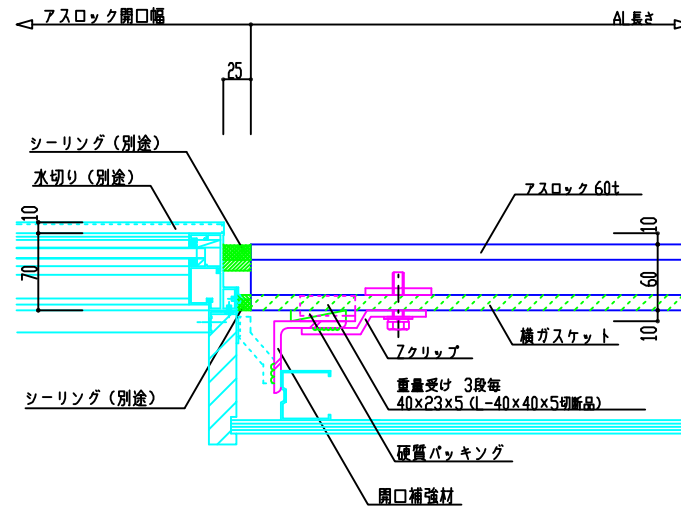 アスロック開口幅
AL長さ
25
シーリング（別途）
水切り（別途）
アスロック 60t
10
70
10
60
10
横ガスケット
Zクリップ
重量受け 3段毎
40×23×5（L-40×40×5切断品）
シーリング（別途）
硬質パッキング
開口補強材